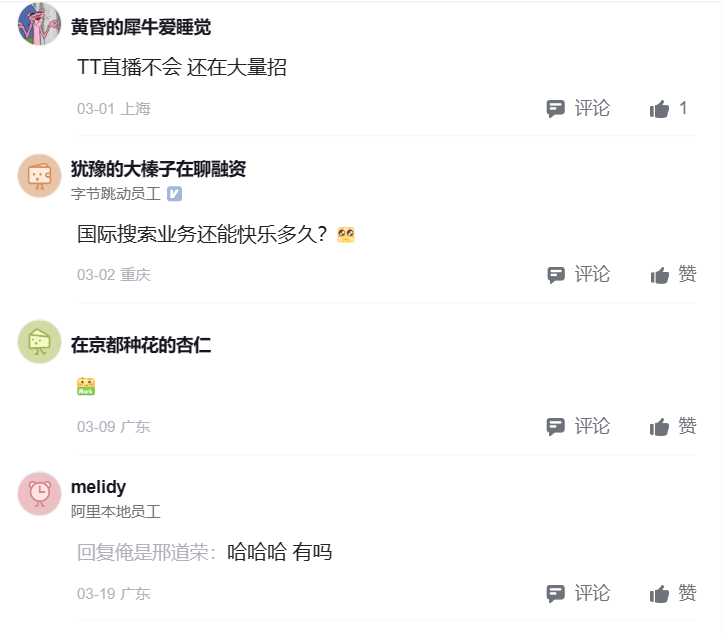 黄昏的犀牛爱睡觉
TT直播不会 还在大量招
03-01 上海
评论
1
犹豫的大榛子在聊融资
字节跳动员工
国际搜索业务还能快乐多久？
03-02 重庆
评论
赞
在京都种花的杏仁
03-09 广东
评论
赞
melidy
阿里本地员工
回复俺是邢道荣：哈哈哈 有吗
03-19 广东
评论
赞